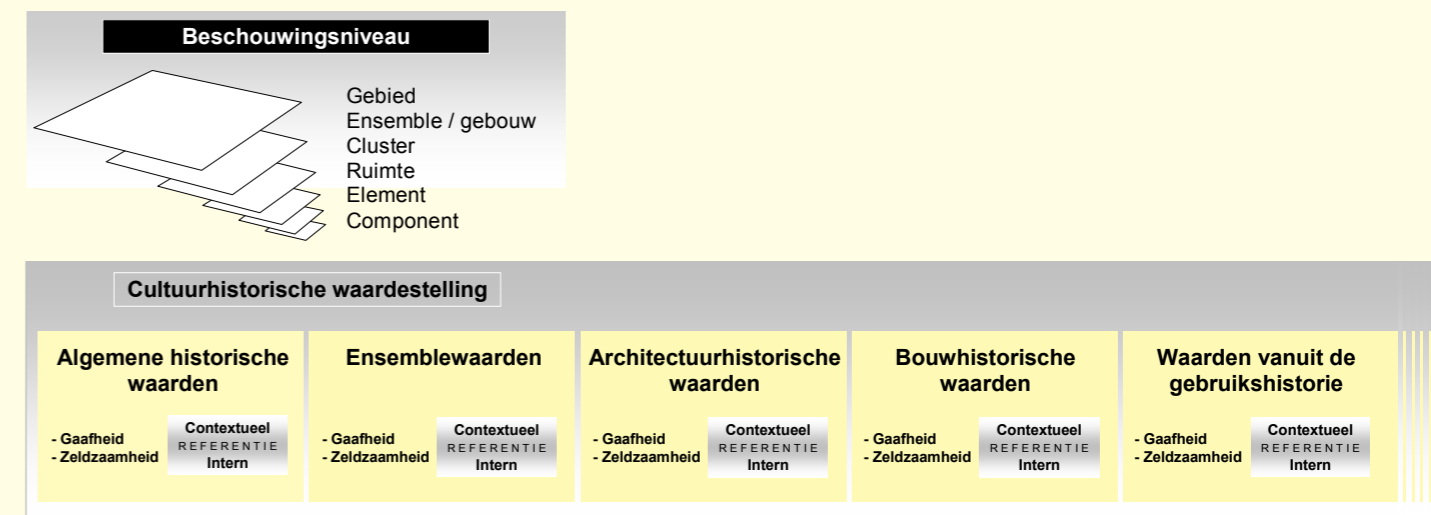 Beschouwingsniveau
Gebied
Ensemble / gebouw
Cluster
Ruimte
Element
Component
Cultuurhistorische waardestelling
Algemene historische
waarden
- Gaafheid
- Zeldzaamheid
Contextueel
REFERENTIE
Intern
Ensemblewaarden
- Gaafheid
- Zeldzaamheid
Contextueel
REFERENTIE
Intern
Architectuurhistorische
waarden
- Gaafheid
- Zeldzaamheid
Contextueel
REFERENTIE
Intern
Bouwhistorische
waarden
- Gaafheid
- Zeldzaamheid
Contextueel
REFERENTIE
Intern
Waarden vanuit de
gebruikshistorie
- Gaafheid
- Zeldzaamheid
Contextueel
REFERENTIE
Intern